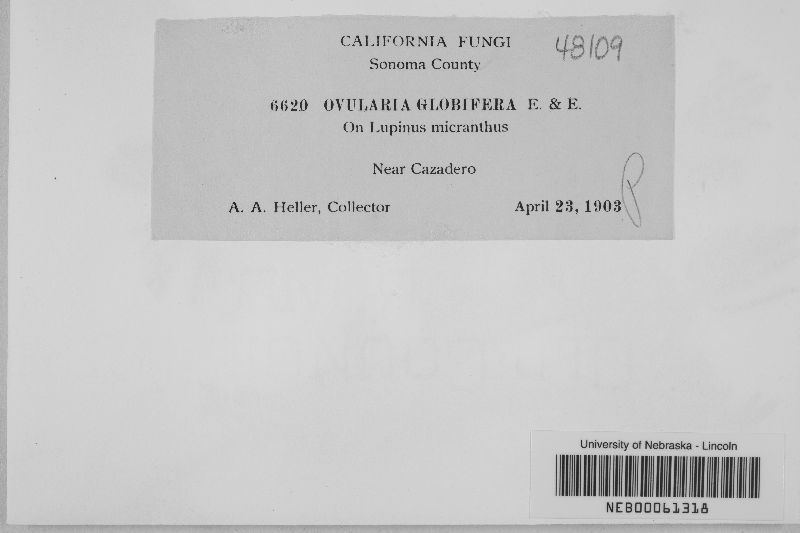 CALIFORNIA FUNGI 48109
Sonoma County
6620 OVULARIA GLOBIFERA E. & E.
On Lupinus micranthus
Near Cazadero
A. A. Heller, Collector April 23, 1903 P
University of Nebraska - Lincoln
NEB00061318